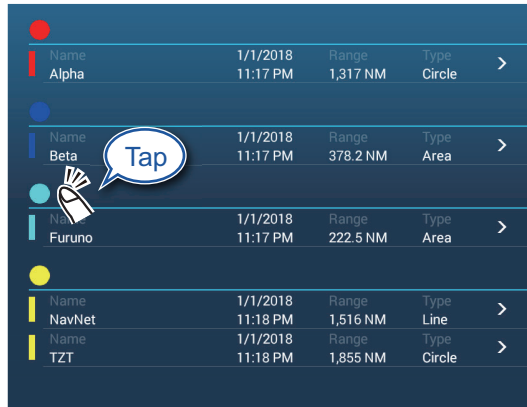 Name 1/1/2018 Range Type
Alpha 11:17 PM 1,317 NM Circle
Name 1/1/2018 Range Type
Beta 11:17 PM 378.2 NM Area
Tap
Name 1/1/2018 Range Type
Furuno 11:17 PM 222.5 NM Area
Name 1/1/2018 Range Type
NavNet 11:18 PM 1,516 NM Line
Name 1/1/2018 Range Type
TZT 11:18 PM 1,855 NM Circle